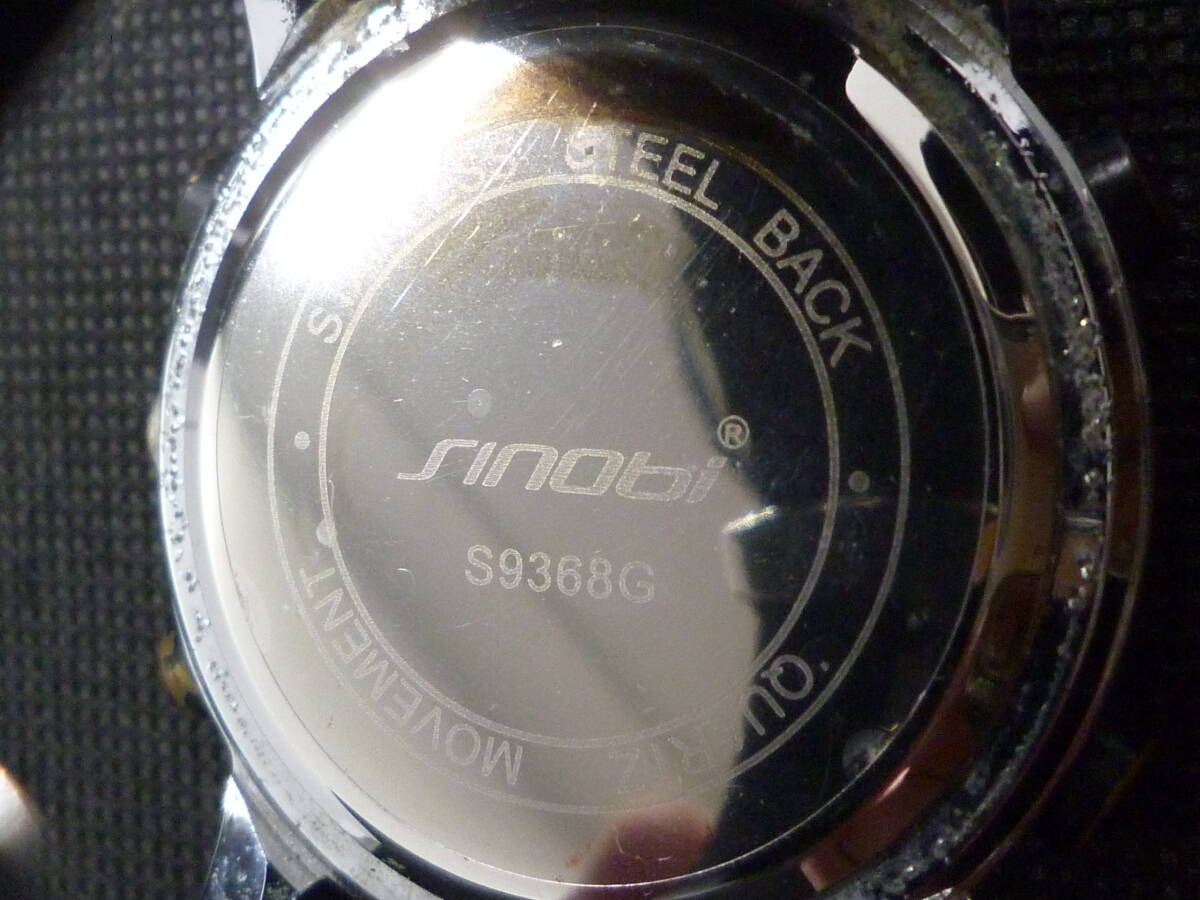 STEEL BACK
sinobi®
S9368G
QUARTZ MOVEMENT